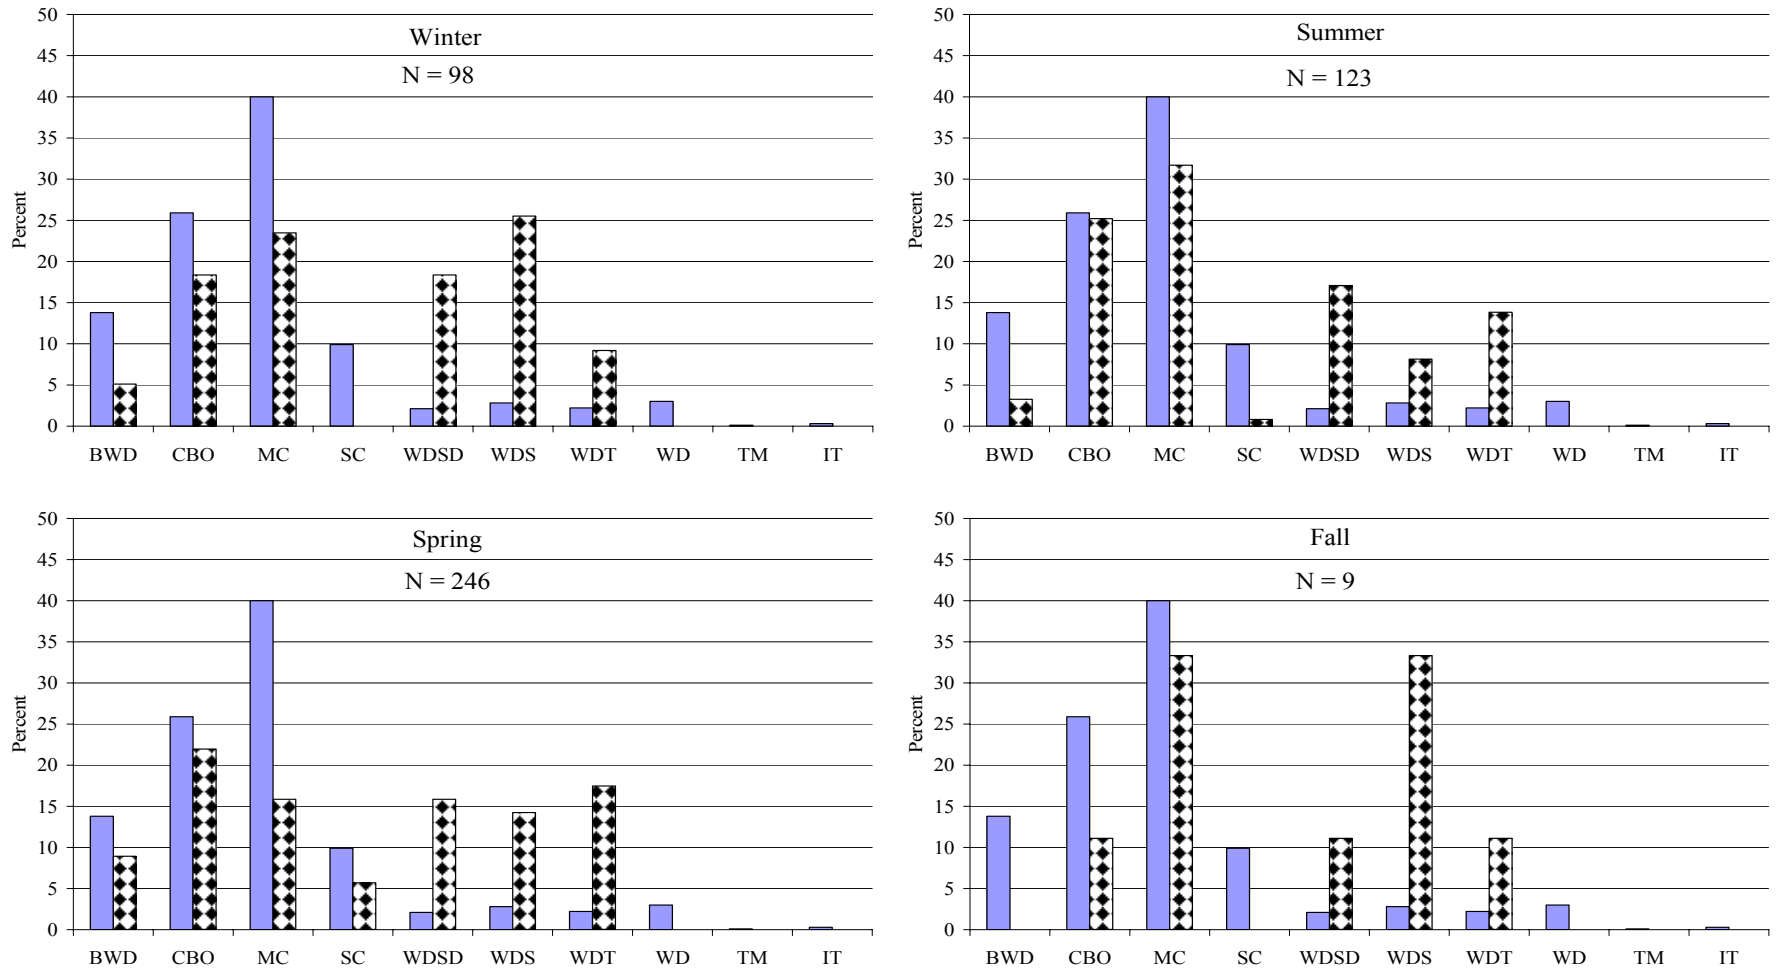 Winter
N = 98
50
45
40
35
30
25
20
15
10
5
0
Percent
BWD CBO MC SC WDSD WDS WDT WD TM IT
Summer
N = 123
50
45
40
35
30
25
20
15
10
5
0
Percent
BWD CBO MC SC WDSD WDS WDT WD TM IT
Spring
N = 246
50
45
40
35
30
25
20
15
10
5
0
Percent
BWD CBO MC SC WDSD WDS WDT WD TM IT
Fall
N = 9
50
45
40
35
30
25
20
15
10
5
0
Percent
BWD CBO MC SC WDSD WDS WDT WD TM IT